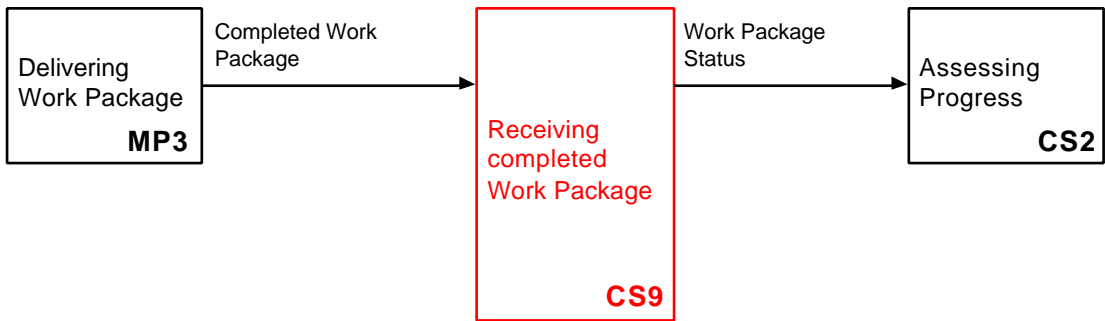 Delivering
Work Package
MP3
Completed Work
Package
Receiving
completed
Work Package
CS9
Work Package
Status
Assessing
Progress
CS2